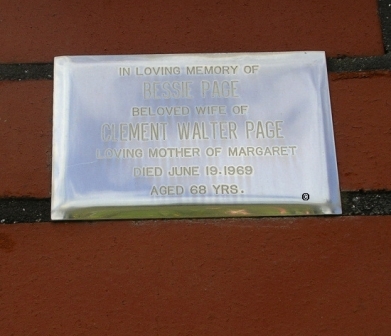 IN LOVING MEMORY OF
BESSIE PAGE
BELOVED WIFE OF
CLEMENT WALTER PAGE
LOVING MOTHER OF MARGARET
DIED JUNE 19.1969
AGED 68 YRS.
©